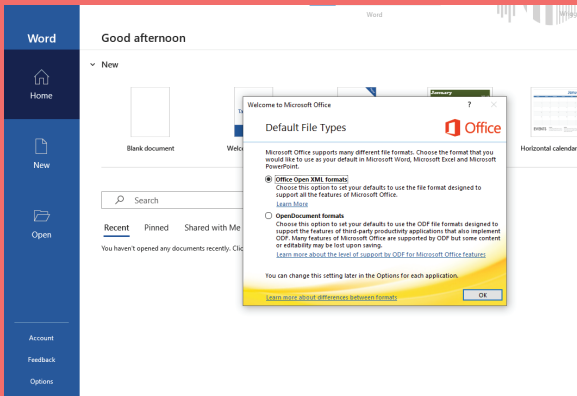 Word
Word
Good afternoon
New
Home
New
Open
Account
Feedback
Options
Blank document
Welc
January
Horizontal calendar
EVENTS
Search
Recent Pinned Shared with Me
You haven't opened any documents recently. Clic
Welcome to Microsoft Office ?
Default File Types
Office
Microsoft Office supports many different file formats. Choose the format that you
would like to use as your default in Microsoft Word, Microsoft Excel and Microsoft
PowerPoint.
Office Open XML formats
Choose this option to set your defaults to use the file format designed to
support all the features of Microsoft Office.
Learn More
OpenDocument formats
Choose this option to set your defaults to use the ODF file formats designed to
support the features of third-party productivity applications that also implement
ODF. Many features of Microsoft Office are supported by ODF but some content
or editability may be lost upon saving.
Learn more about the level of support by ODF for Microsoft Office features
You can change this setting later in the Options for each application.
Learn more about differences between formats
OK